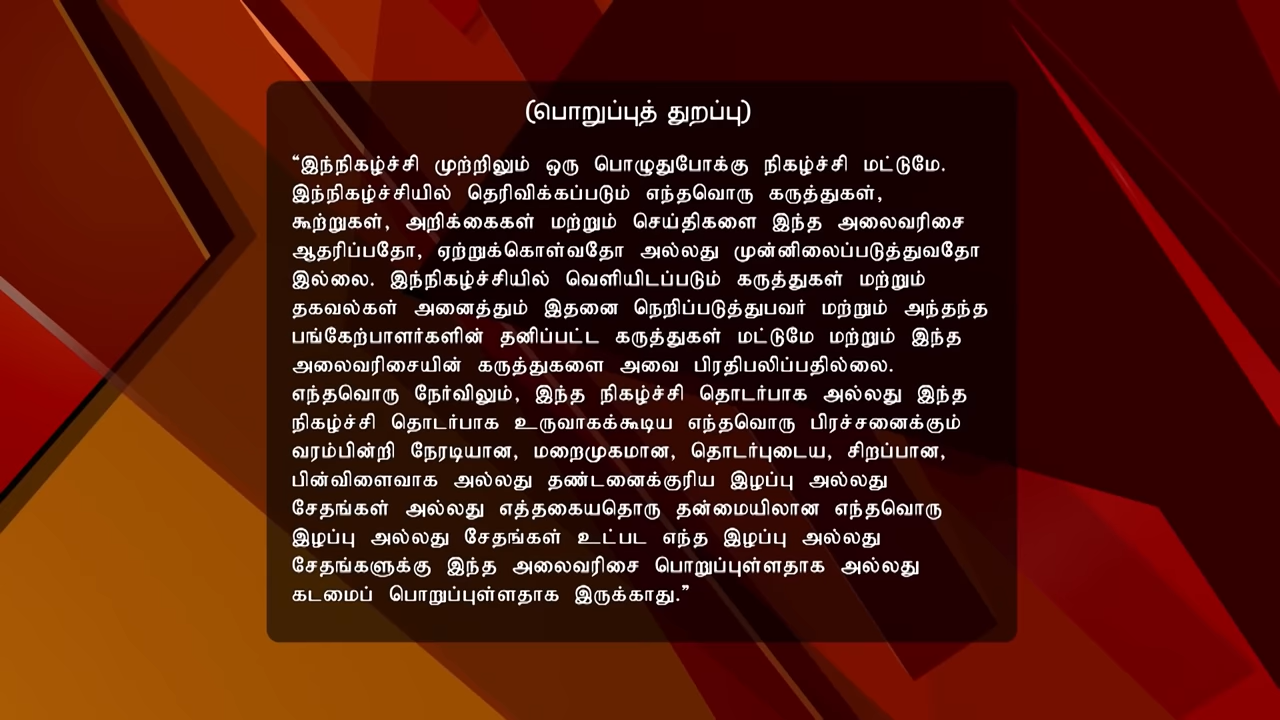 (பொறுப்புத் துறப்பு)
“இந்நிகழ்ச்சி முற்றிலும் ஒரு பொழுதுபோக்கு நிகழ்ச்சி மட்டுமே.
இந்நிகழ்ச்சியில் தெரிவிக்கப்படும் எந்தவொரு கருத்துகள்,
கூற்றுகள், அறிக்கைகள் மற்றும் செய்திகளை இந்த அலைவரிசை
ஆதரிப்பதோ, ஏற்றுக்கொள்வதோ அல்லது முன்னிலைப்படுத்துவதோ
இல்லை. இந்நிகழ்ச்சியில் வெளியிடப்படும் கருத்துகள் மற்றும்
தகவல்கள் அனைத்தும் இதனை நெறிப்படுத்துபவர் மற்றும் அந்தந்த
பங்கேற்பாளர்களின் தனிப்பட்ட கருத்துகள் மட்டுமே மற்றும் இந்த
அலைவரிசையின் கருத்துகளை அவை பிரதிபலிப்பதில்லை.
எந்தவொரு நேர்விலும், இந்த நிகழ்ச்சி தொடர்பாக அல்லது இந்த
நிகழ்ச்சி தொடர்பாக உருவாகக்கூடிய எந்தவொரு பிரச்சனைக்கும்
வரம்பின்றி நேரடியான, மறைமுகமான, தொடர்புடைய, சிறப்பான,
பின்விளைவாக அல்லது தண்டனைக்குரிய இழப்பு அல்லது
சேதங்கள் அல்லது எத்தகையதொரு தன்மையிலான எந்தவொரு
இழப்பு அல்லது சேதங்கள் உட்பட எந்த இழப்பு அல்லது
சேதங்களுக்கு இந்த அலைவரிசை பொறுப்புள்ளதாக அல்லது
கடமைப் பொறுப்புள்ளதாக இருக்காது.”